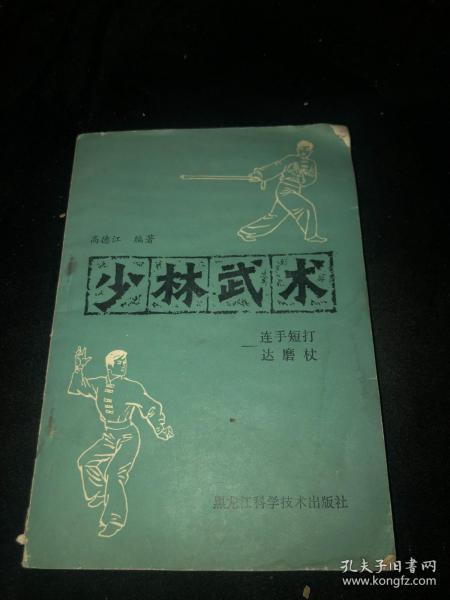 高德江 编著
少林武术
—连手短打
达磨杖
黑龙江科学技术出版社
孔夫子旧书网
www.kongfz.com